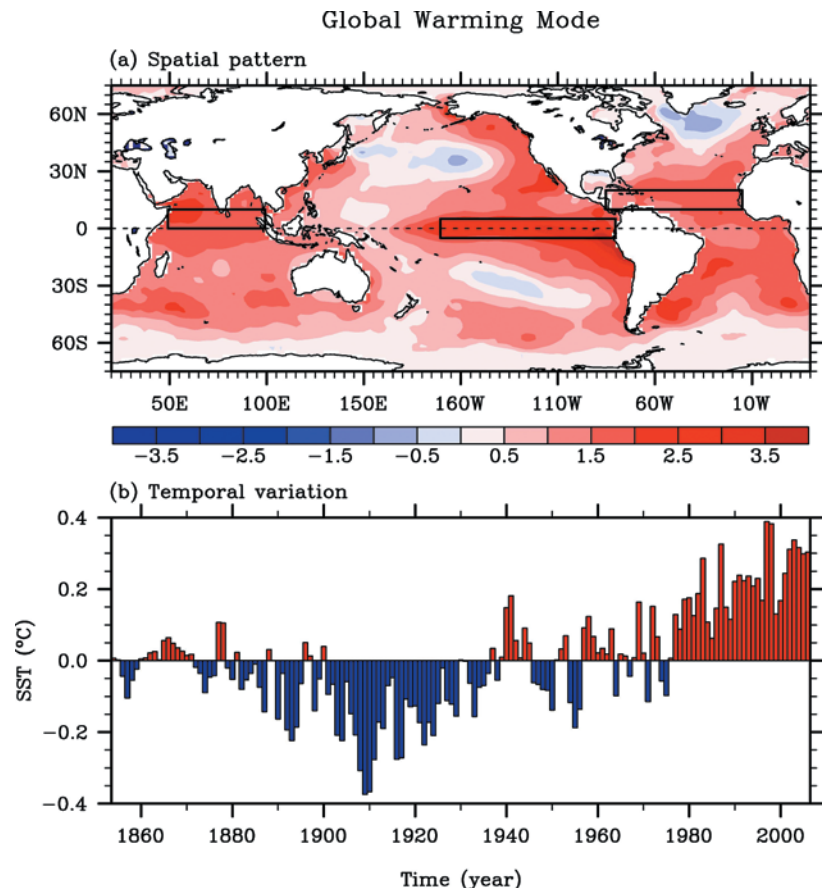 Global Warming Mode
(a) Spatial pattern
60N
30N
0
30S
60S
50E 100E 150E 160W 110W 60W 10W
−3.5 −2.5 −1.5 −0.5 0.5 1.5 2.5 3.5
(b) Temporal variation
0.4
0.2
0.0
−0.2
−0.4
SST (°C)
1860 1880 1900 1920 1940 1960 1980 2000
Time (year)